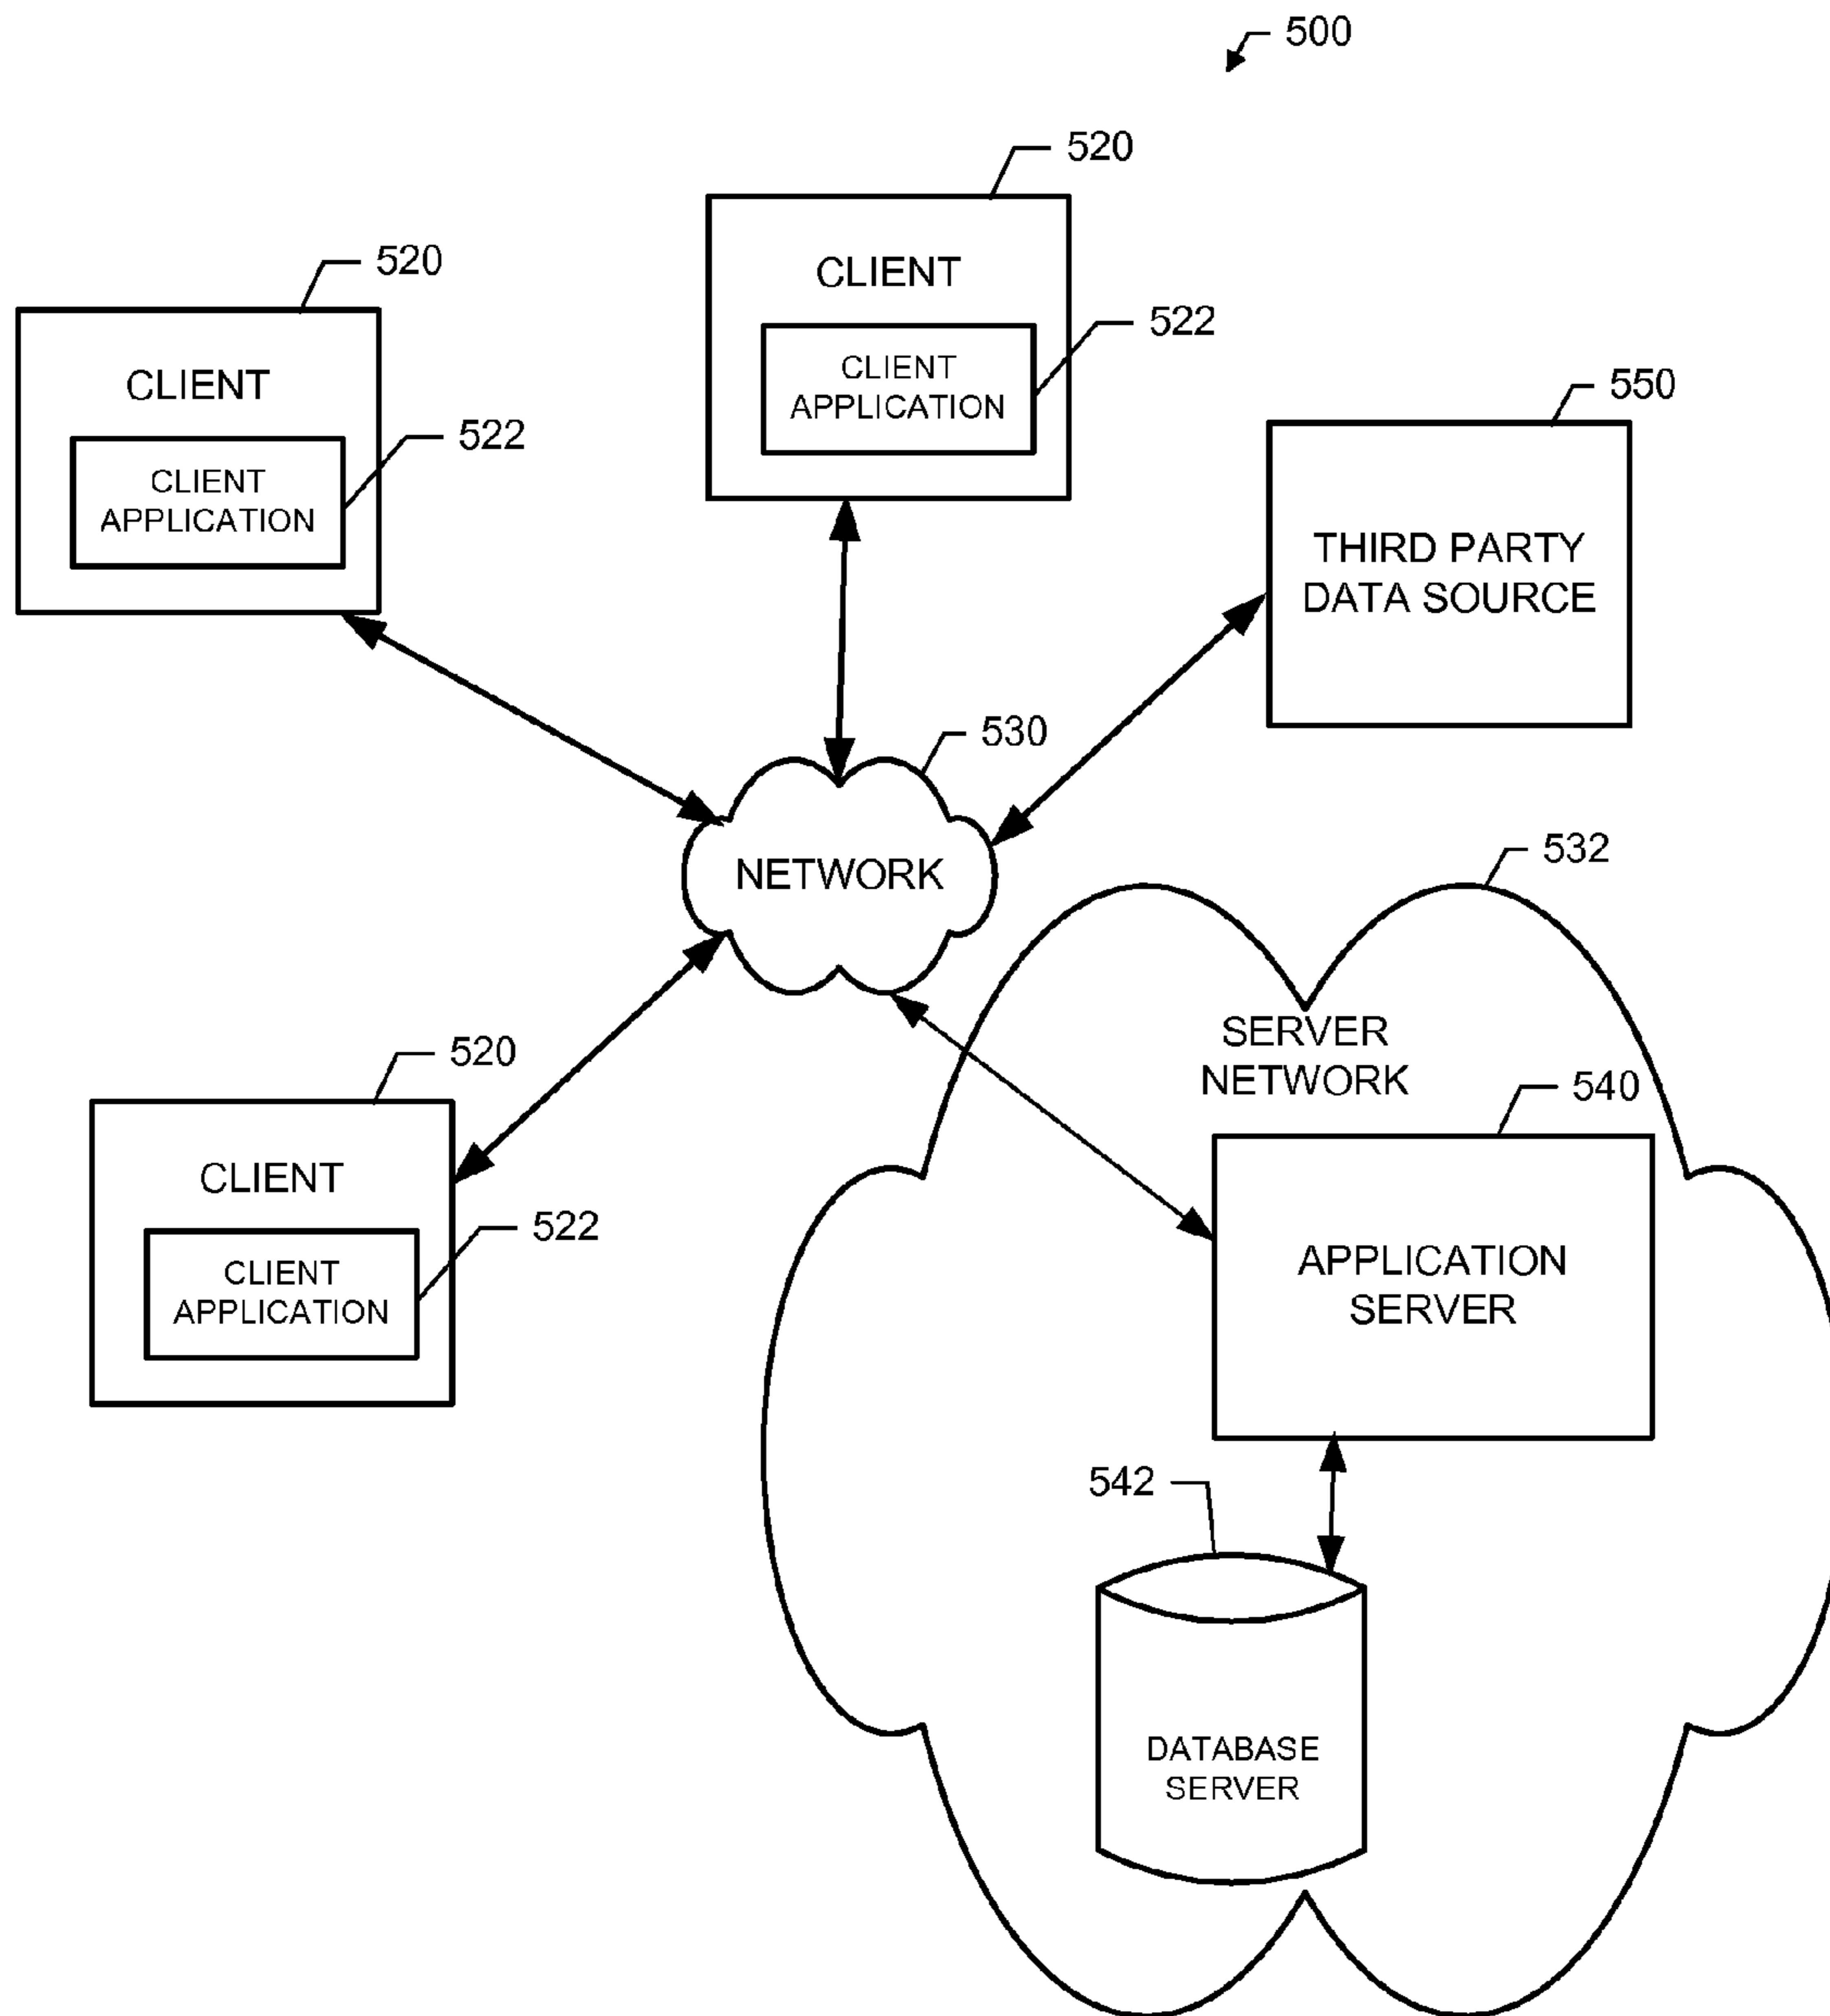 500
520
CLIENT
CLIENT
APPLICATION
522
520
CLIENT
CLIENT
APPLICATION
522
550
THIRD PARTY
DATA SOURCE
530
NETWORK
532
SERVER
NETWORK
540
APPLICATION
SERVER
520
CLIENT
CLIENT
APPLICATION
522
542
DATABASE
SERVER